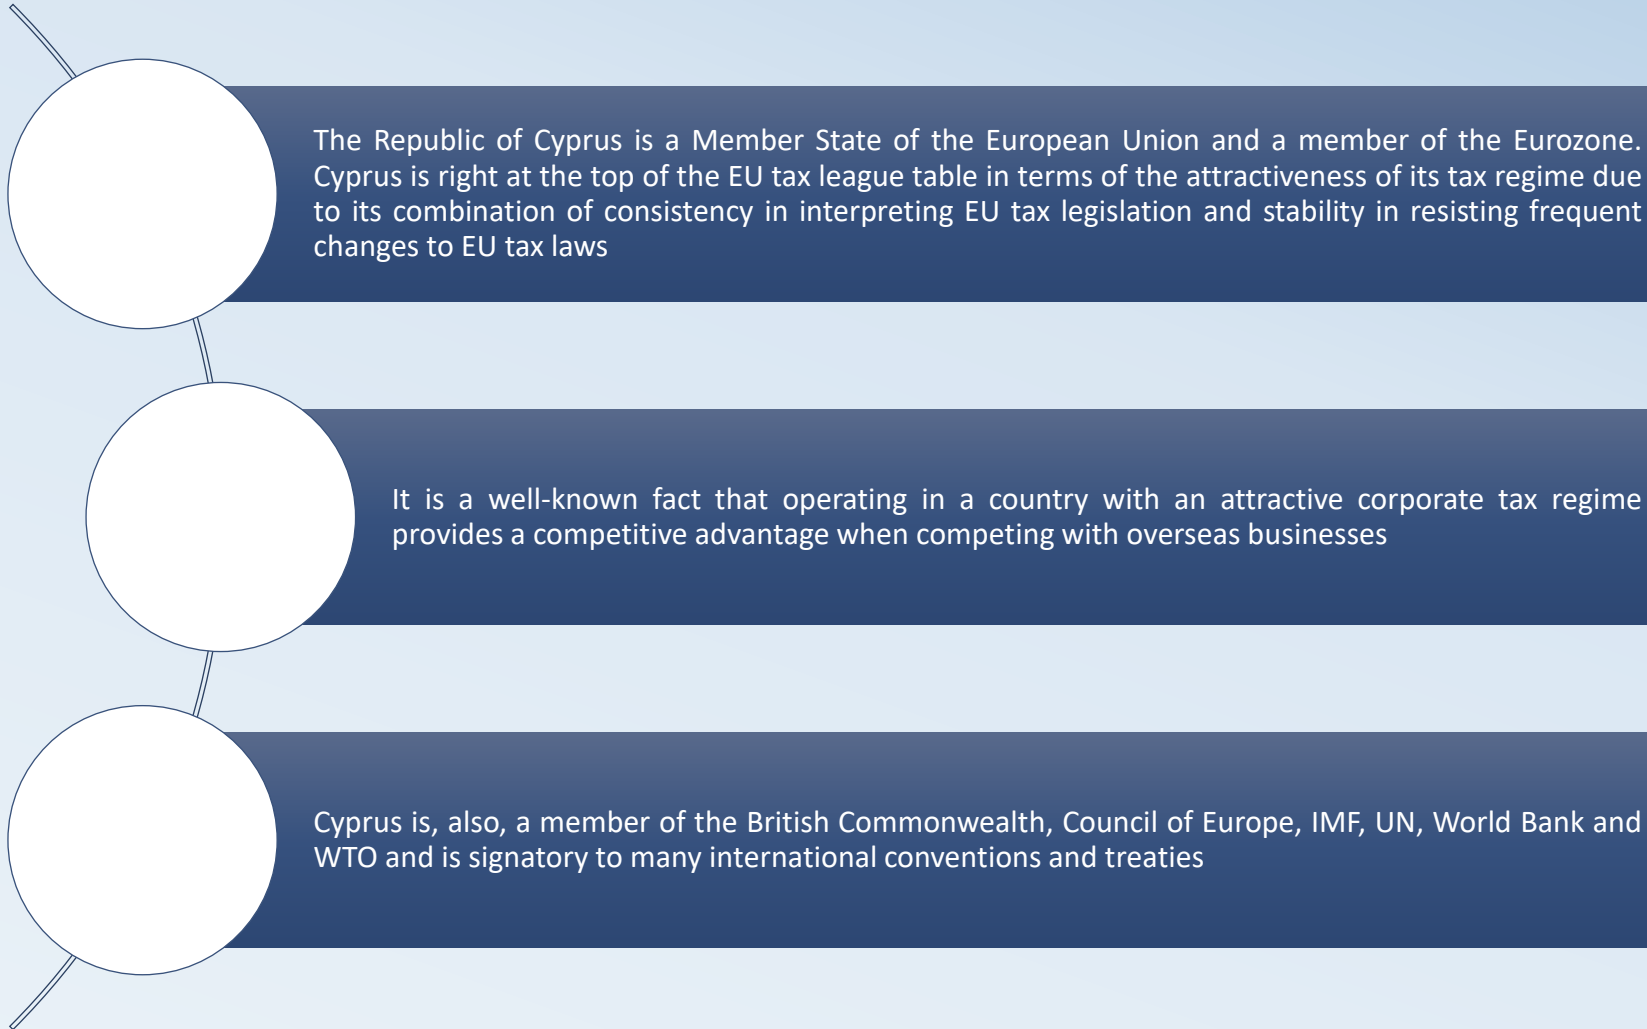 The Republic of Cyprus is a Member State of the European Union and a member of the Eurozone.
Cyprus is right at the top of the EU tax league table in terms of the attractiveness of its tax regime due
to its combination of consistency in interpreting EU tax legislation and stability in resisting frequent
changes to EU tax laws
It is a well-known fact that operating in a country with an attractive corporate tax regime
provides a competitive advantage when competing with overseas businesses
Cyprus is, also, a member of the British Commonwealth, Council of Europe, IMF, UN, World Bank and
WTO and is signatory to many international conventions and treaties